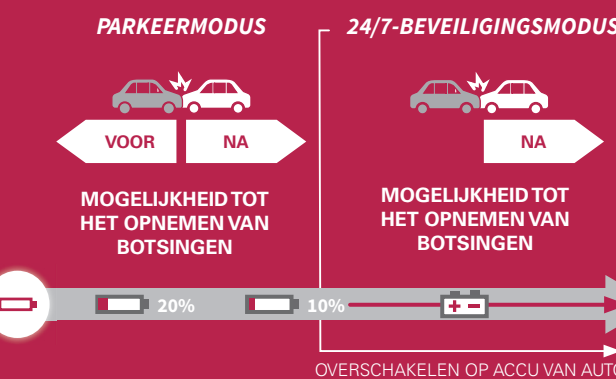 PARKEERMODUS
24/7-BEVEILIGINGSMODUS
VOOR
NA
NA
MOGELIJKHEID TOT
HET OPNEMEN VAN
BOTSINGEN
MOGELIJKHEID TOT
HET OPNEMEN VAN
BOTSINGEN
20%
10%
OVERSCHAKELEN OP ACCU VAN AUTO